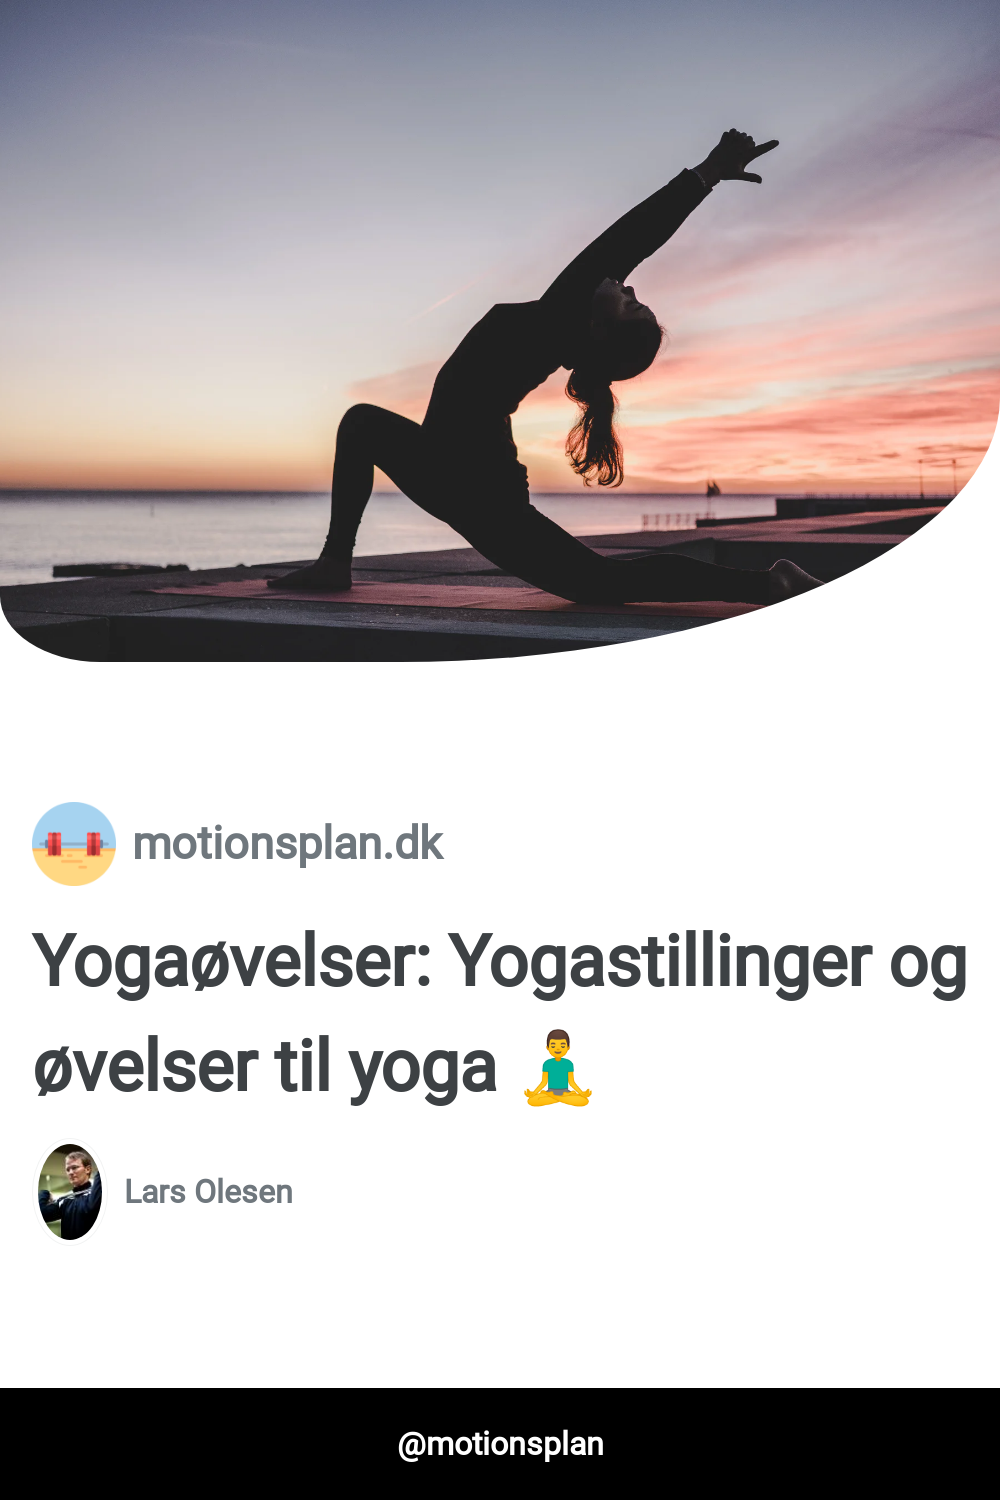 motionsplan.dk
Yogaøvelser: Yogastillinger og
øvelser til yoga 🧘‍♂️
Lars Olesen
@motionsplan